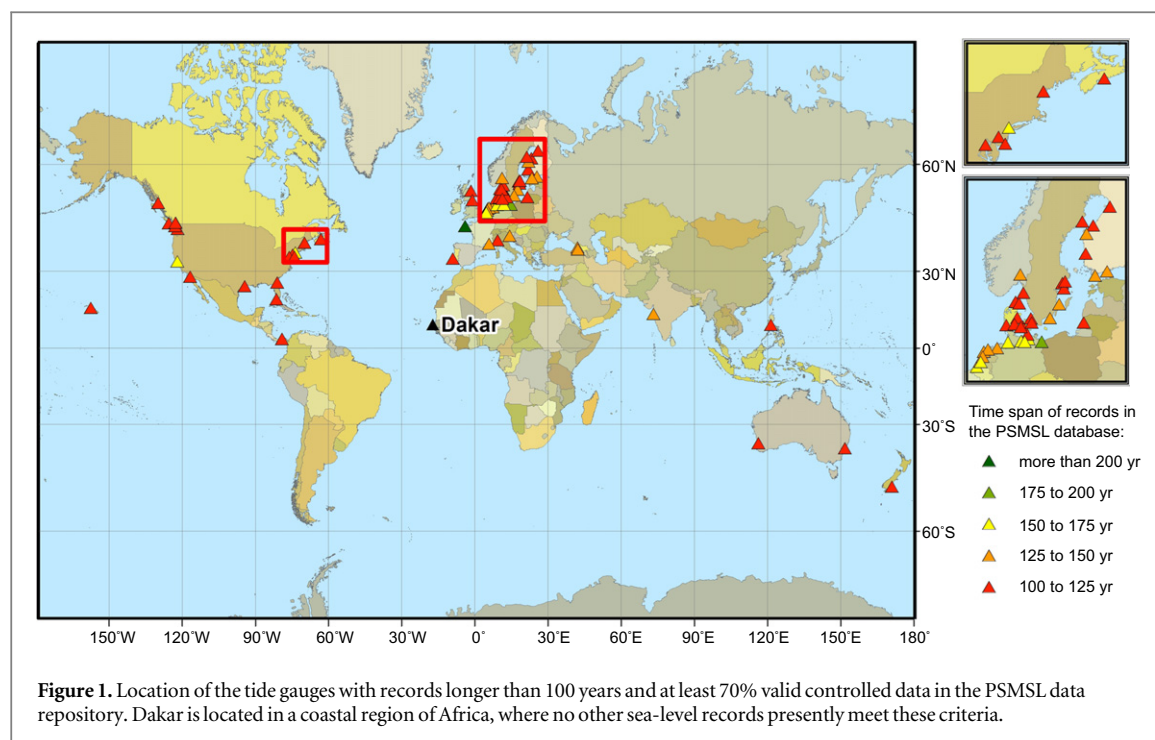 Dakar
60°N
30°N
0°
30°S
60°S
150°W 120°W 90°W 60°W 30°W 0° 30°E 60°E 90°E 120°E 150°E 180°
Time span of records in
the PSMSL database:
more than 200 yr
175 to 200 yr
150 to 175 yr
125 to 150 yr
100 to 125 yr
Figure 1. Location of the tide gauges with records longer than 100 years and at least 70% valid controlled data in the PSMSL data
repository. Dakar is located in a coastal region of Africa, where no other sea-level records presently meet these criteria.